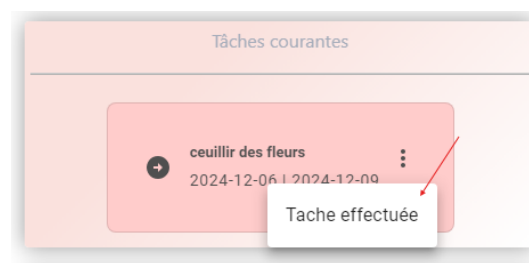 Tâches courantes
ceuillir des fleurs
2024-12-06 | 2024-12-09
Tache effectuée